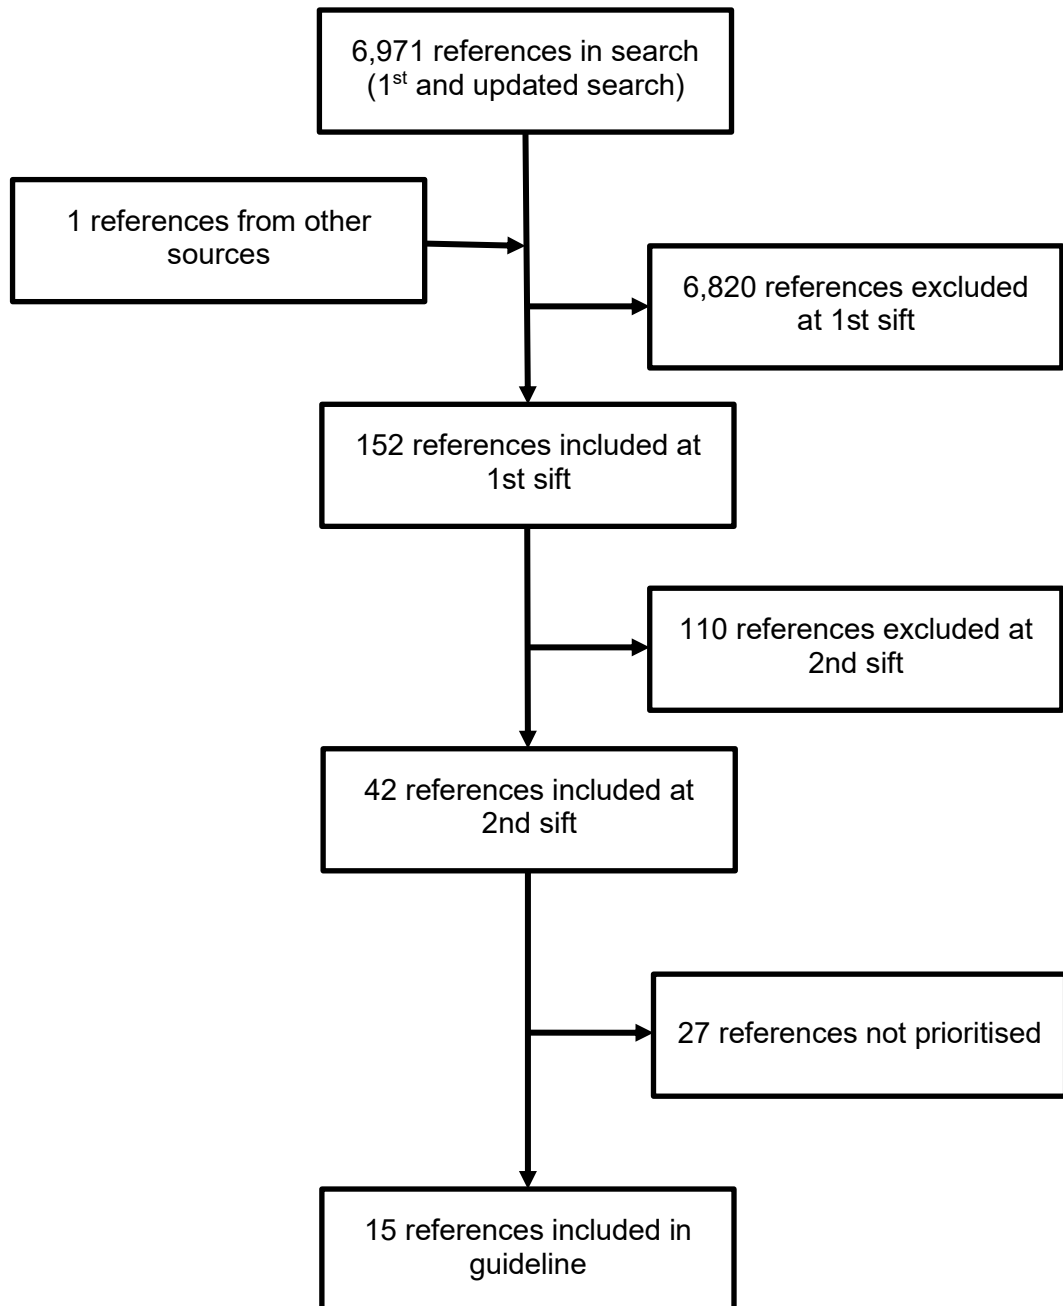 6,971 references in search
(1st and updated search)
1 references from other
sources
6,820 references excluded
at 1st sift
152 references included at
1st sift
110 references excluded at
2nd sift
42 references included at
2nd sift
27 references not prioritised
15 references included in
guideline